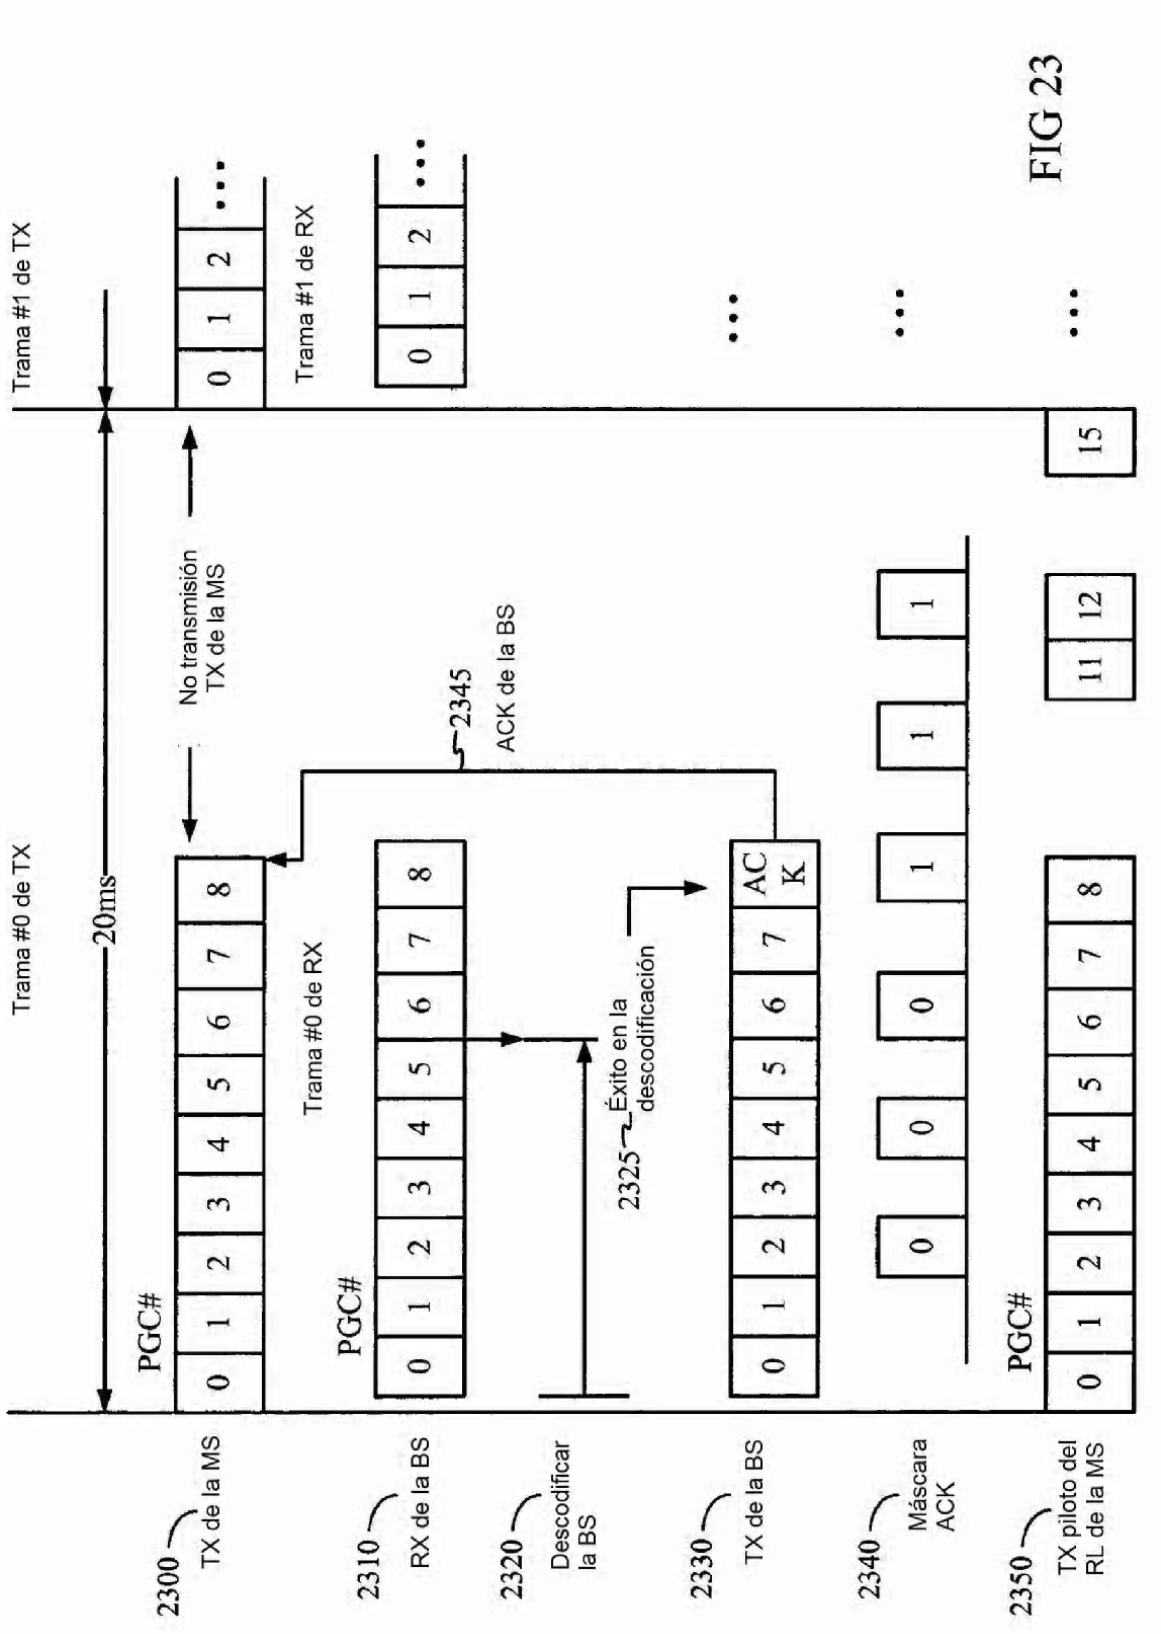 Trama #0 de TX
Trama #1 de TX
20ms
PGC#
2300
TX de la MS
0 1 2 3 4 5 6 7 8
No transmisión
TX de la MS
0 1 2 ...
Trama #0 de RX
Trama #1 de RX
PGC#
2310
RX de la BS
0 1 2 3 4 5 6 7 8
0 1 2 ...
2345
ACK de la BS
2320
Descodificar
la BS
2325
Éxito en la
descodificación
2330
TX de la BS
0 1 2 3 4 5 6 7 AC
K
...
2340
Máscara
ACK
0 0 0 1 1 1
...
PGC#
2350
TX piloto del
RL de la MS
0 1 2 3 4 5 6 7 8 11 12 15
...
FIG 23